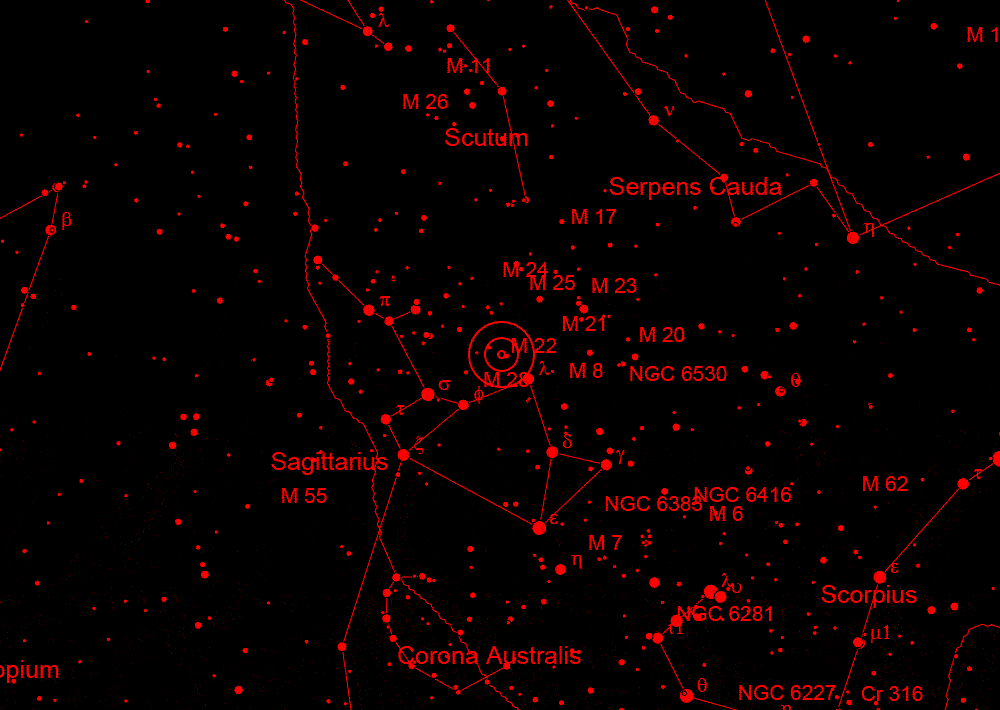 λ
M 1
M 11
M 26
ν
Scutum
Serpens Cauda
M 17
β
η
M 24
M 25
M 23
π
M 21
M 20
M 22
λ
M 8
NGC 6530
M 28
θ
σ
φ
τ
ζ
δ
γ
Sagittarius
M 55
τ
M 62
NGC 6416
NGC 6383
M 6
ε
M 7
η
ε
λ
υ
Scorpius
NGC 6281
ι1
μ1
Corona Australis
opium
θ
NGC 6227
Cr 316
η